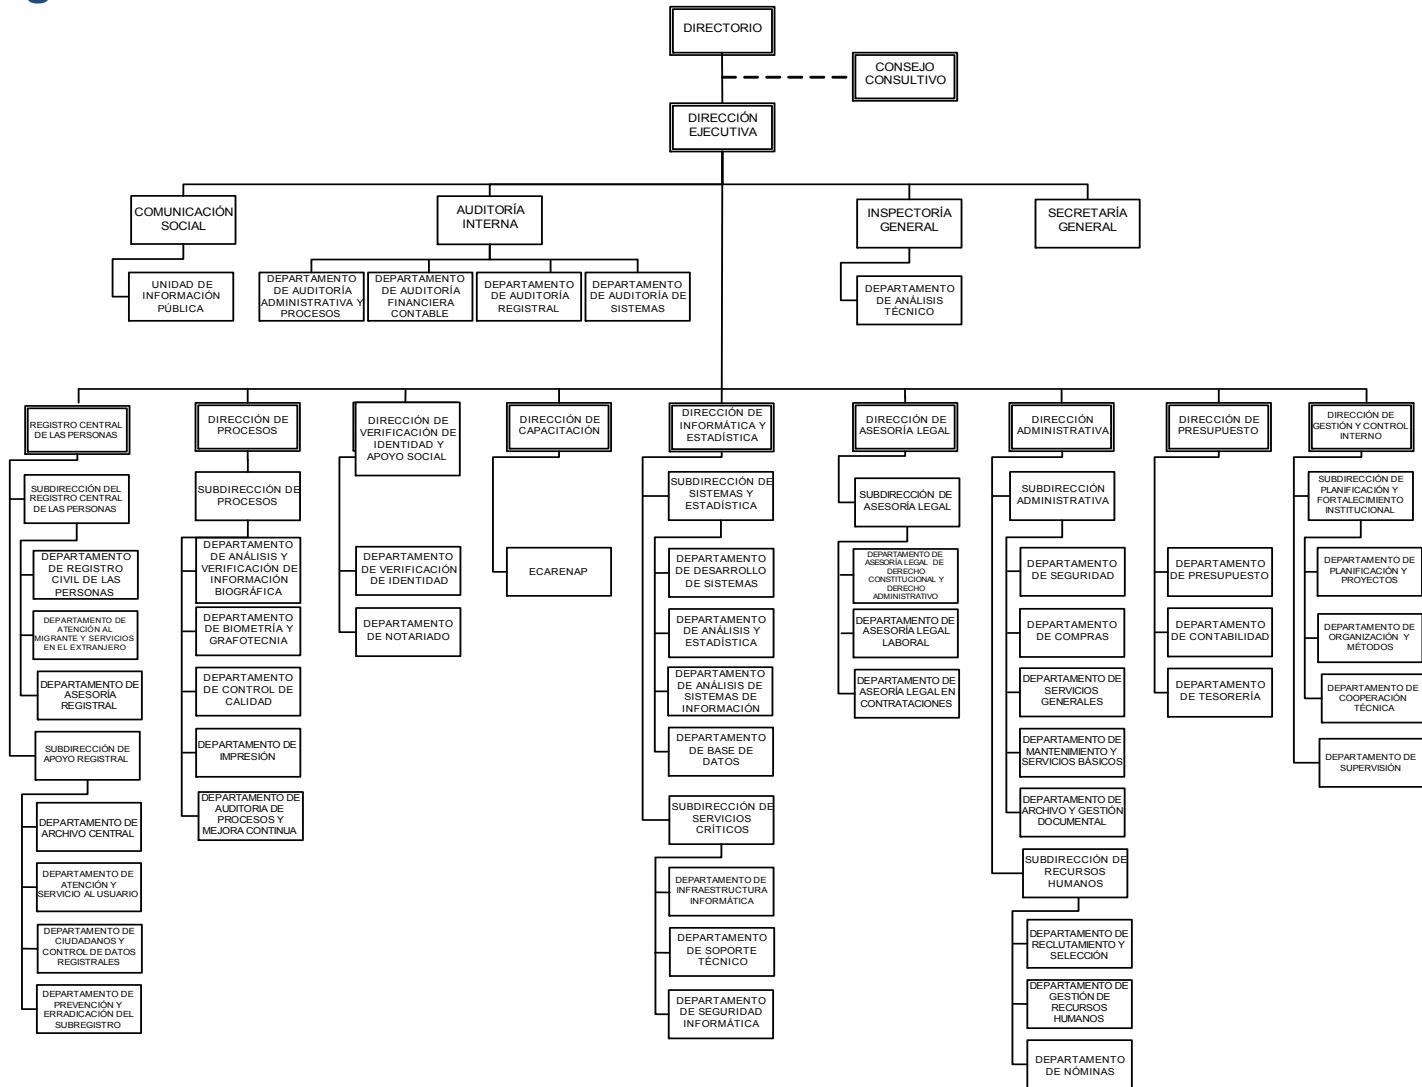 DIRECTORIO
CONSEJO
CONSULTIVO
DIRECCIÓN
EJECUTIVA
COMUNICACIÓN
SOCIAL
AUDITORÍA
INTERNA
INSPECTORÍA
GENERAL
SECRETARÍA
GENERAL
UNIDAD DE
INFORMACIÓN
PÚBLICA
DEPARTAMENTO
DE AUDITORÍA
ADMINISTRATIVA Y
PROCESOS
DEPARTAMENTO
DE AUDITORÍA
FINANCIERA
CONTABLE
DEPARTAMENTO
DE AUDITORÍA
REGISTRAL
DEPARTAMENTO
DE AUDITORÍA DE
SISTEMAS
DEPARTAMENTO
DE ANÁLISIS
TÉCNICO
REGISTRO CENTRAL
DE LAS PERSONAS
SUBDIRECCIÓN DEL
REGISTRO CENTRAL
DE LAS PERSONAS
DEPARTAMENTO
DE REGISTRO
CIVIL DE LAS
PERSONAS
DEPARTAMENTO DE
ATENCIÓN AL
MIGRANTE Y SERVICIOS
EN EL EXTRANJERO
DEPARTAMENTO DE
ASESORÍA
REGISTRAL
SUBDIRECCIÓN DE
APOYO REGISTRAL
DEPARTAMENTO DE
ARCHIVO CENTRAL
DEPARTAMENTO DE
ATENCIÓN Y
SERVICIO AL USUARIO
DEPARTAMENTO DE
CIUDADANOS Y
CONTROL DE DATOS
REGISTRALES
DEPARTAMENTO DE
PREVENCIÓN Y
ERRADICACIÓN DEL
SUBREGISTRO
DIRECCIÓN DE
PROCESOS
SUBDIRECCIÓN DE
PROCESOS
DEPARTAMENTO
DE ANÁLISIS Y
VERIFICACIÓN DE
INFORMACIÓN
BIOGRÁFICA
DEPARTAMENTO
DE BIOMETRÍA Y
GRAFOTECNIA
DEPARTAMENTO
DE CONTROL DE
CALIDAD
DEPARTAMENTO DE
IMPRESIÓN
DEPARTAMENTO DE
AUDITORIA DE
PROCESOS Y
MEJORA CONTINUA
DIRECCIÓN DE
VERIFICACIÓN DE
IDENTIDAD Y
APOYO SOCIAL
DEPARTAMENTO
DE VERIFICACIÓN
DE IDENTIDAD
DEPARTAMENTO
DE NOTARIADO
DIRECCIÓN DE
CAPACITACIÓN
ECARENAP
DIRECCIÓN DE
INFORMÁTICA Y
ESTADÍSTICA
SUBDIRECCIÓN DE
SISTEMAS Y
ESTADÍSTICA
DEPARTAMENTO
DE DESARROLLO
DE SISTEMAS
DEPARTAMENTO
DE ANÁLISIS Y
ESTADÍSTICA
DEPARTAMENTO
DE ANÁLISIS DE
SISTEMAS DE
INFORMACIÓN
DEPARTAMENTO
DE BASE DE
DATOS
SUBDIRECCIÓN DE
SERVICIOS
CRÍTICOS
DEPARTAMENTO DE
INFRAESTRUCTURA
INFORMÁTICA
DEPARTAMENTO
DE SOPORTE
TÉCNICO
DEPARTAMENTO
DE SEGURIDAD
INFORMÁTICA
DIRECCIÓN DE
ASESORÍA LEGAL
SUBDIRECCIÓN DE
ASESORÍA LEGAL
DEPARTAMENTO DE
ASESORÍA LEGAL DE
DERECHO
CONSTITUCIONAL Y
DERECHO
ADMINISTRATIVO
DEPARTAMENTO DE
ASESORÍA LEGAL
LABORAL
DEPARTAMENTO DE
ASEORÍA LEGAL EN
CONTRATACIONES
DIRECCIÓN
ADMINISTRATIVA
SUBDIRECCIÓN
ADMINISTRATIVA
DEPARTAMENTO
DE SEGURIDAD
DEPARTAMENTO
DE COMPRAS
DEPARTAMENTO DE
SERVICIOS
GENERALES
DEPARTAMENTO DE
MANTENIMIENTO Y
SERVICIOS BÁSICOS
DEPARTAMENTO DE
ARCHIVO Y GESTIÓN
DOCUMENTAL
SUBDIRECCIÓN DE
RECURSOS
HUMANOS
DEPARTAMENTO DE
RECLUTAMIENTO Y
SELECCIÓN
DEPARTAMENTO DE
GESTIÓN DE
RECURSOS
HUMANOS
DEPARTAMENTO
DE NÓMINAS
DIRECCIÓN DE
PRESUPUESTO
DEPARTAMENTO
DE PRESUPUESTO
DEPARTAMENTO
DE CONTABILIDAD
DEPARTAMENTO
DE TESORERÍA
DIRECCIÓN DE
GESTIÓN Y CONTROL
INTERNO
SUBDIRECCIÓN DE
PLANIFICACIÓN Y
FORTALECIMIENTO
INSTITUCIONAL
DEPARTAMENTO DE
PLANIFICACIÓN Y
PROYECTOS
DEPARTAMENTO DE
ORGANIZACIÓN Y
MÉTODOS
DEPARTAMENTO DE
COOPERACIÓN
TÉCNICA
DEPARTAMENTO DE
SUPERVISIÓN